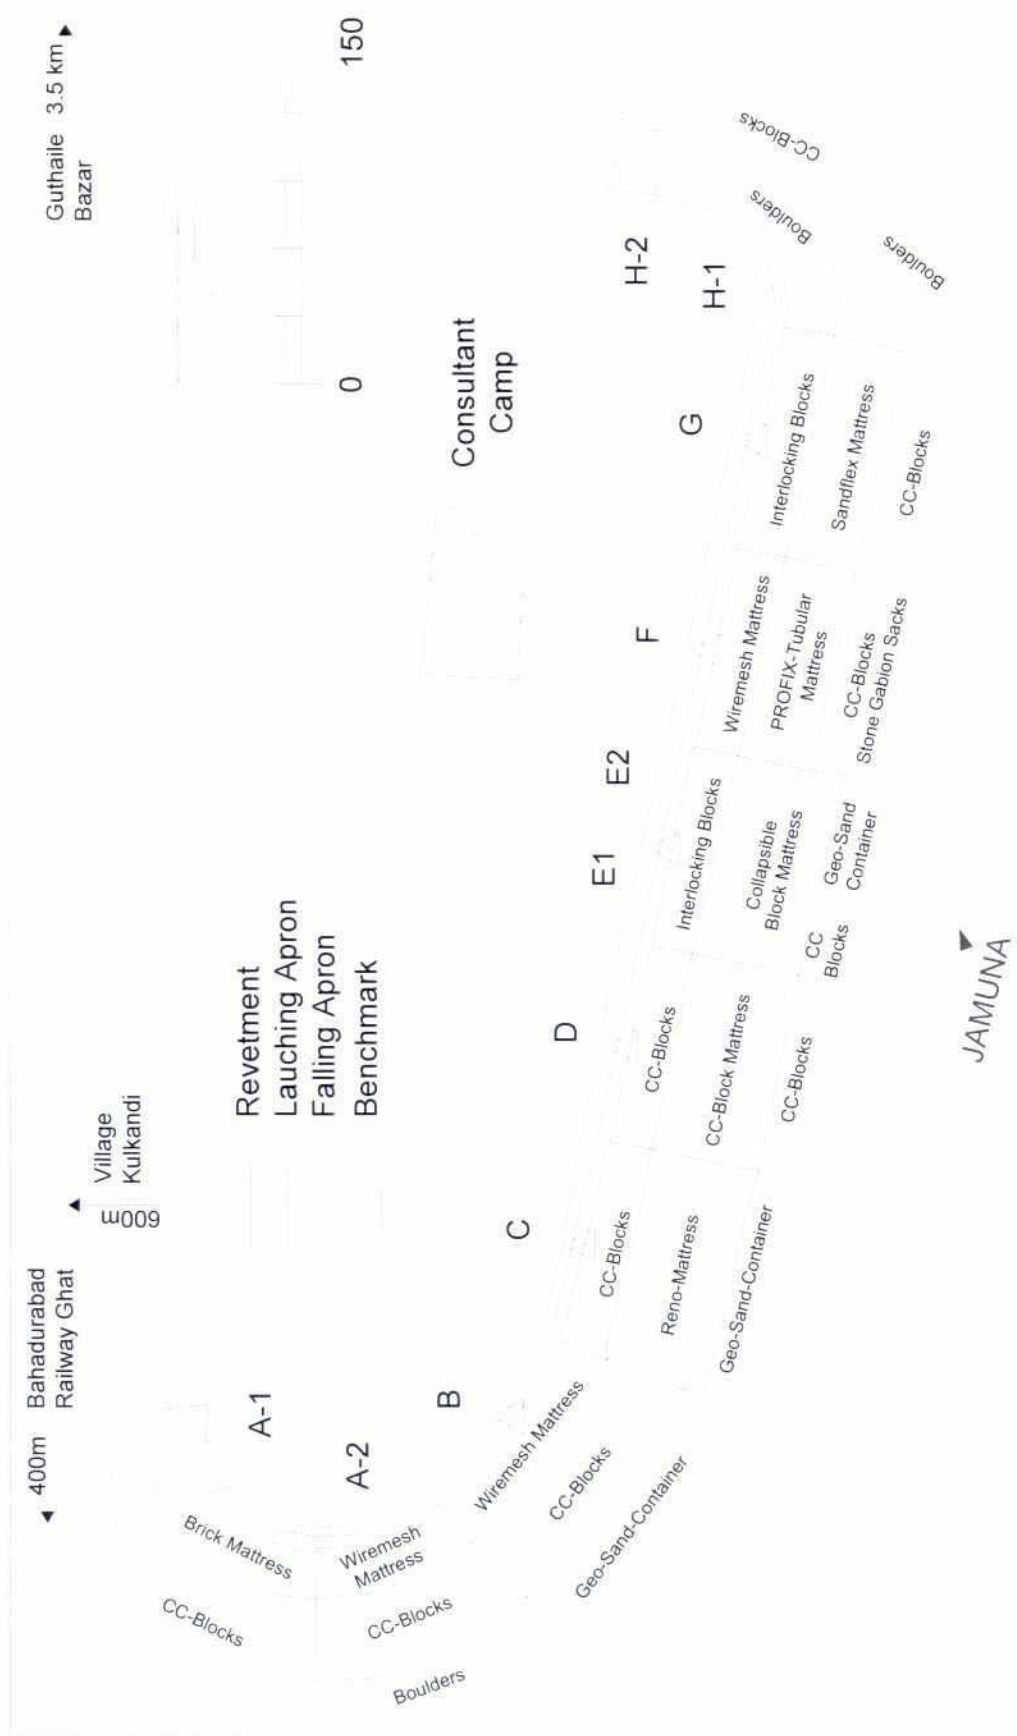 400m Bahadurabad
Railway Ghat
Village
Kulkandi
600m
Guthaile 3.5 km
Bazar
0
150
Revetment
Lauching Apron
Falling Apron
Benchmark
Consultant
Camp
A-1
A-2
B
C
D
E1
E2
F
G
H-1
H-2
Brick Mattress
CC-Blocks
Wiremesh
Mattress
CC-Blocks
Boulders
Wiremesh Mattress
CC-Blocks
Geo-Sand-Container
CC-Blocks
Reno-Mattress
Geo-Sand-Container
CC-Blocks
CC-Block Mattress
CC-Blocks
Interlocking Blocks
Collapsible
Block Mattress
CC
Blocks
Geo-Sand
Container
Wiremesh Mattress
PROFIX-Tubular
Mattress
CC-Blocks
Stone Gabion Sacks
Interlocking Blocks
Sandflex Mattress
CC-Blocks
Boulders
Boulders
CC-Blocks
JAMUNA